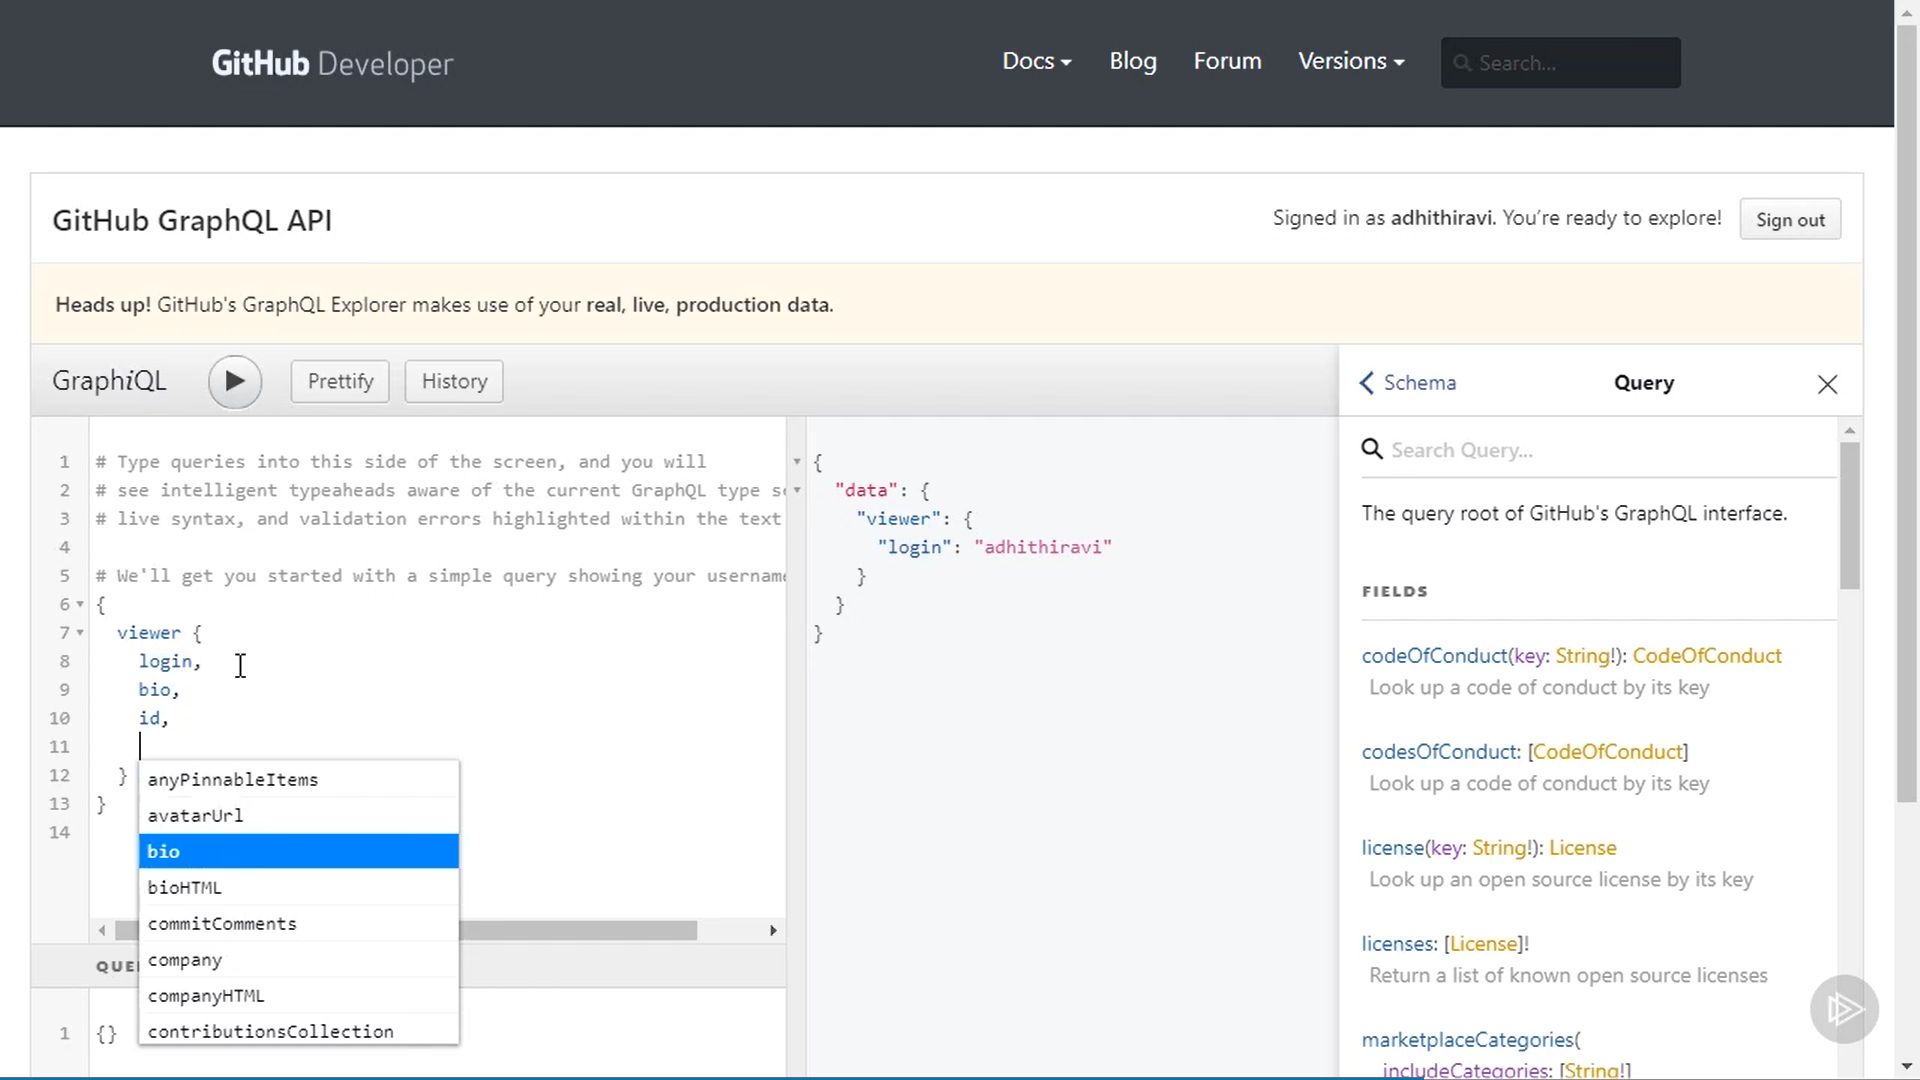 GitHub Developer
Docs
Blog
Forum
Versions
Search...
GitHub GraphQL API
Signed in as adhithiravi. You're ready to explore!
Sign out
Heads up! GitHub's GraphQL Explorer makes use of your real, live, production data.
GraphiQL
Prettify
History
Schema
Query
1 # Type queries into this side of the screen, and you will
2 # see intelligent typeaheads aware of the current GraphQL type s
3 # live syntax, and validation errors highlighted within the text
4
5 # We'll get you started with a simple query showing your username
6 {
7 viewer {
8 login,
9 bio,
10 id,
11
12 }
13 }
14
anyPinnableItems
avatarUrl
bio
bioHTML
commitComments
company
companyHTML
contributionsCollection
QUE
1 {}
{
"data": {
"viewer": {
"login": "adhithiravi"
}
}
}
Search Query...
The query root of GitHub's GraphQL interface.
FIELDS
codeOfConduct(key: String!): CodeOfConduct
Look up a code of conduct by its key
codesOfConduct: [CodeOfConduct]
Look up a code of conduct by its key
license(key: String!): License
Look up an open source license by its key
licenses: [License]!
Return a list of known open source licenses
marketplaceCategories(
includeCategories: [String!]